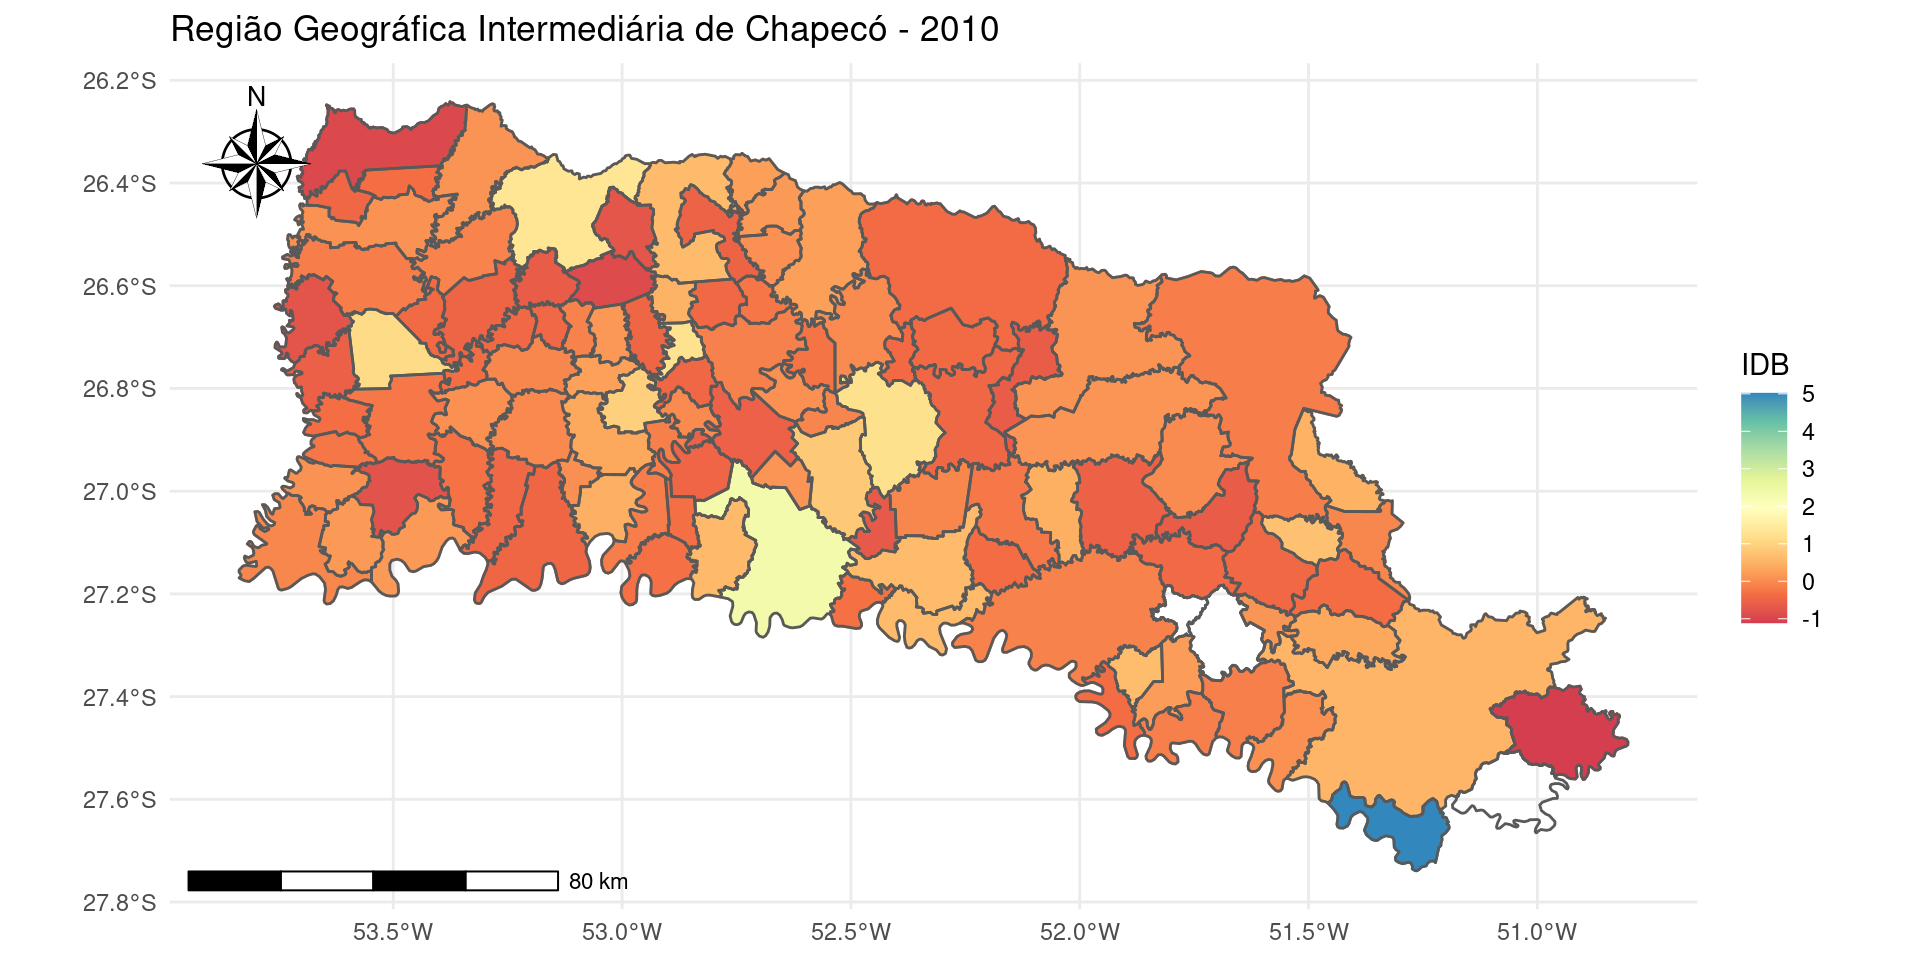 Região Geográfica Intermediária de Chapecó - 2010
N
26.2°S
26.4°S
26.6°S
26.8°S
27.0°S
27.2°S
27.4°S
27.6°S
27.8°S
53.5°W
53.0°W
52.5°W
52.0°W
51.5°W
51.0°W
80 km
IDB
5
4
3
2
1
0
-1